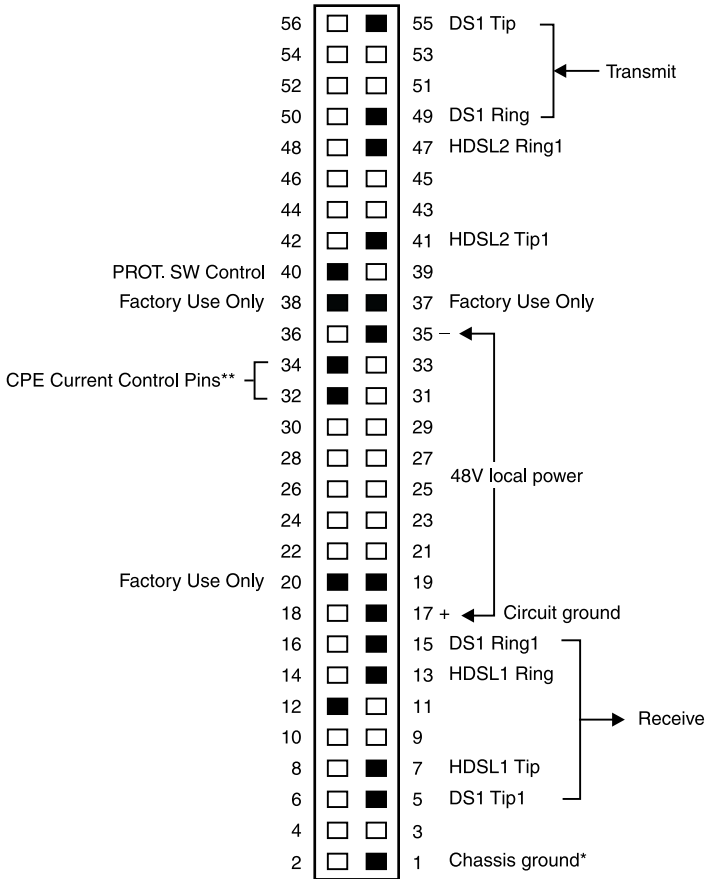 56 55 DS1 Tip
54 53
Transmit
52 51
50 49 DS1 Ring
48 47 HDSL2 Ring1
46 45
44 43
42 41 HDSL2 Tip1
PROT. SW Control 40 39
Factory Use Only 38 37 Factory Use Only
36 35 –
34 33
CPE Current Control Pins**
32 31
30 29
28 27
48V local power
26 25
24 23
22 21
Factory Use Only 20 19
18 17 + Circuit ground
16 15 DS1 Ring1
14 13 HDSL1 Ring
12 11
Receive
10 9
8 7 HDSL1 Tip
6 5 DS1 Tip1
4 3
2 1 Chassis ground*